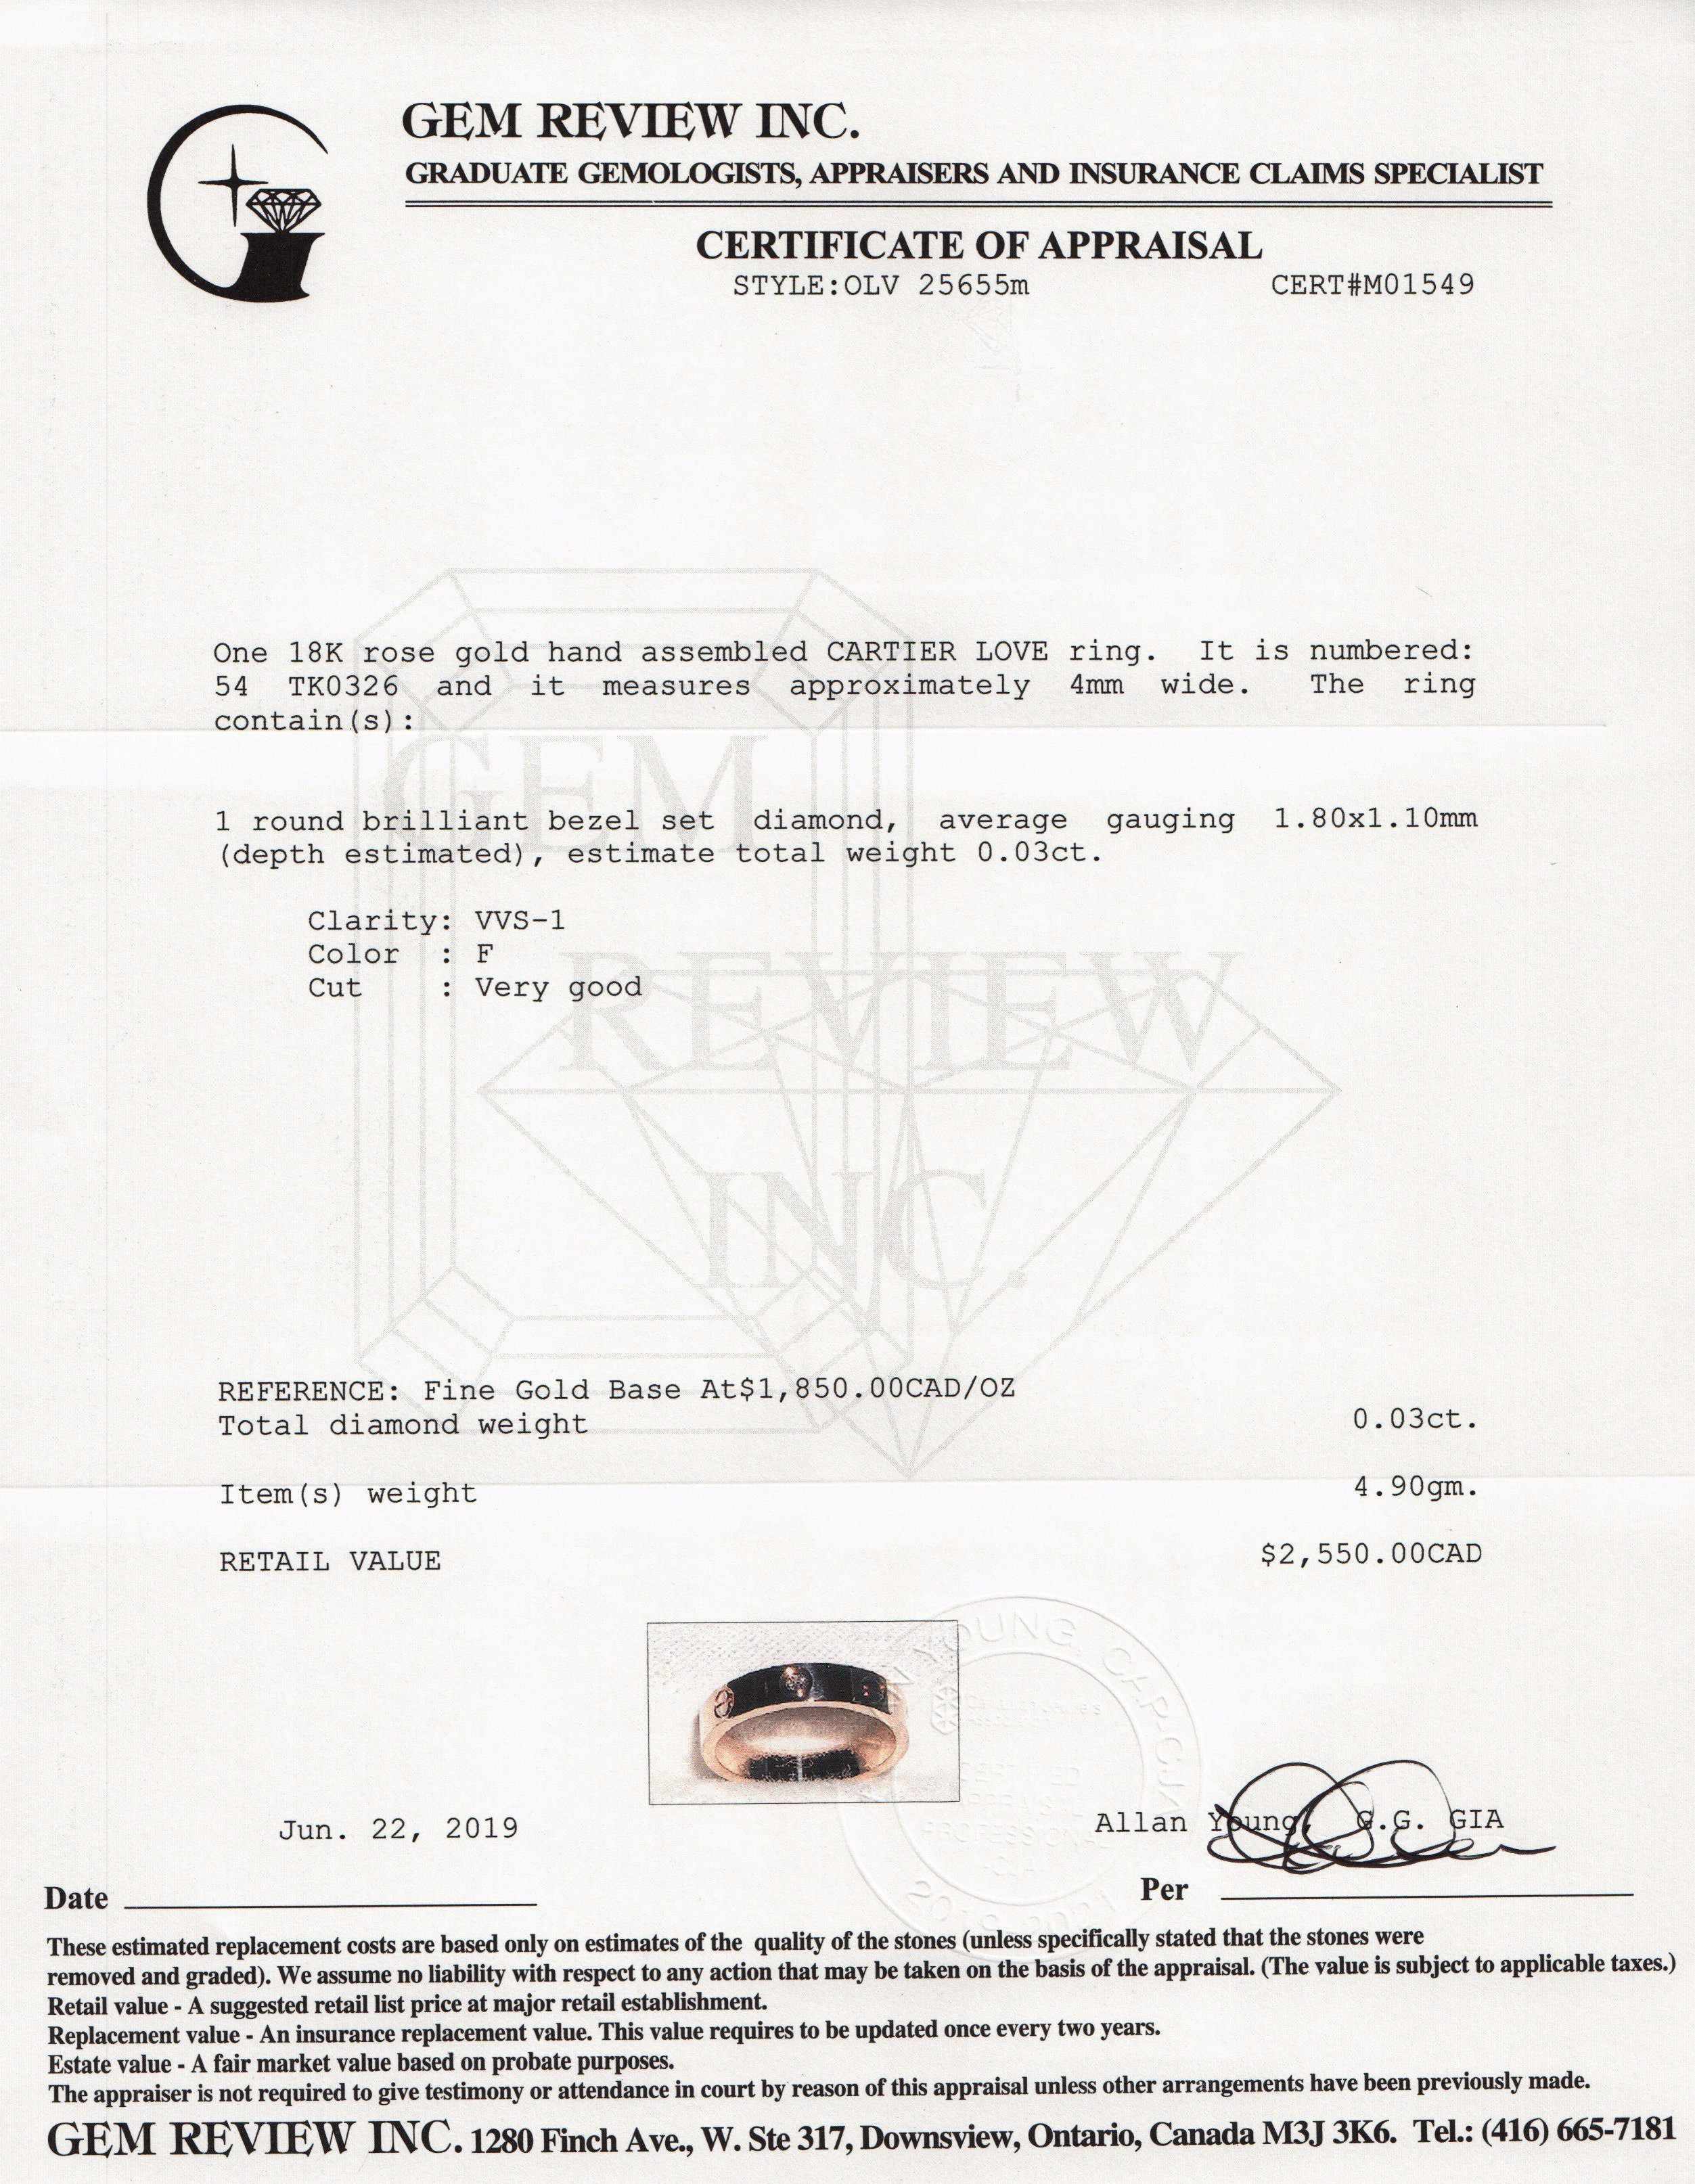 GEM REVIEW INC.
GRADUATE GEMOLOGISTS, APPRAISERS AND INSURANCE CLAIMS SPECIALIST
CERTIFICATE OF APPRAISAL
STYLE:OLV 25655m CERT#M01549
One 18K rose gold hand assembled CARTIER LOVE ring. It is numbered:
54 TK0326 and it measures approximately 4mm wide. The ring
contain(s):
GEM
1 round brilliant bezel set diamond, average gauging 1.80x1.10mm
(depth estimated), estimate total weight 0.03ct.
Clarity: VVS-1
Color : F
Cut : Very good
REVIEW
INC.
REFERENCE: Fine Gold Base At$1,850.00CAD/OZ
Total diamond weight 0.03ct.
Item(s) weight 4.90gm.
RETAIL VALUE $2,550.00CAD
YOUNG CAP-CJA
Jun. 22, 2019
Allan Young, G.G. GIA
Date
Per
These estimated replacement costs are based only on estimates of the quality of the stones (unless specifically stated that the stones were
removed and graded). We assume no liability with respect to any action that may be taken on the basis of the appraisal. (The value is subject to applicable taxes.)
Retail value - A suggested retail list price at major retail establishment.
Replacement value - An insurance replacement value. This value requires to be updated once every two years.
Estate value - A fair market value based on probate purposes.
The appraiser is not required to give testimony or attendance in court by reason of this appraisal unless other arrangements have been previously made.
GEM REVIEW INC. 1280 Finch Ave., W. Ste 317, Downsview, Ontario, Canada M3J 3K6. Tel.: (416) 665-7181